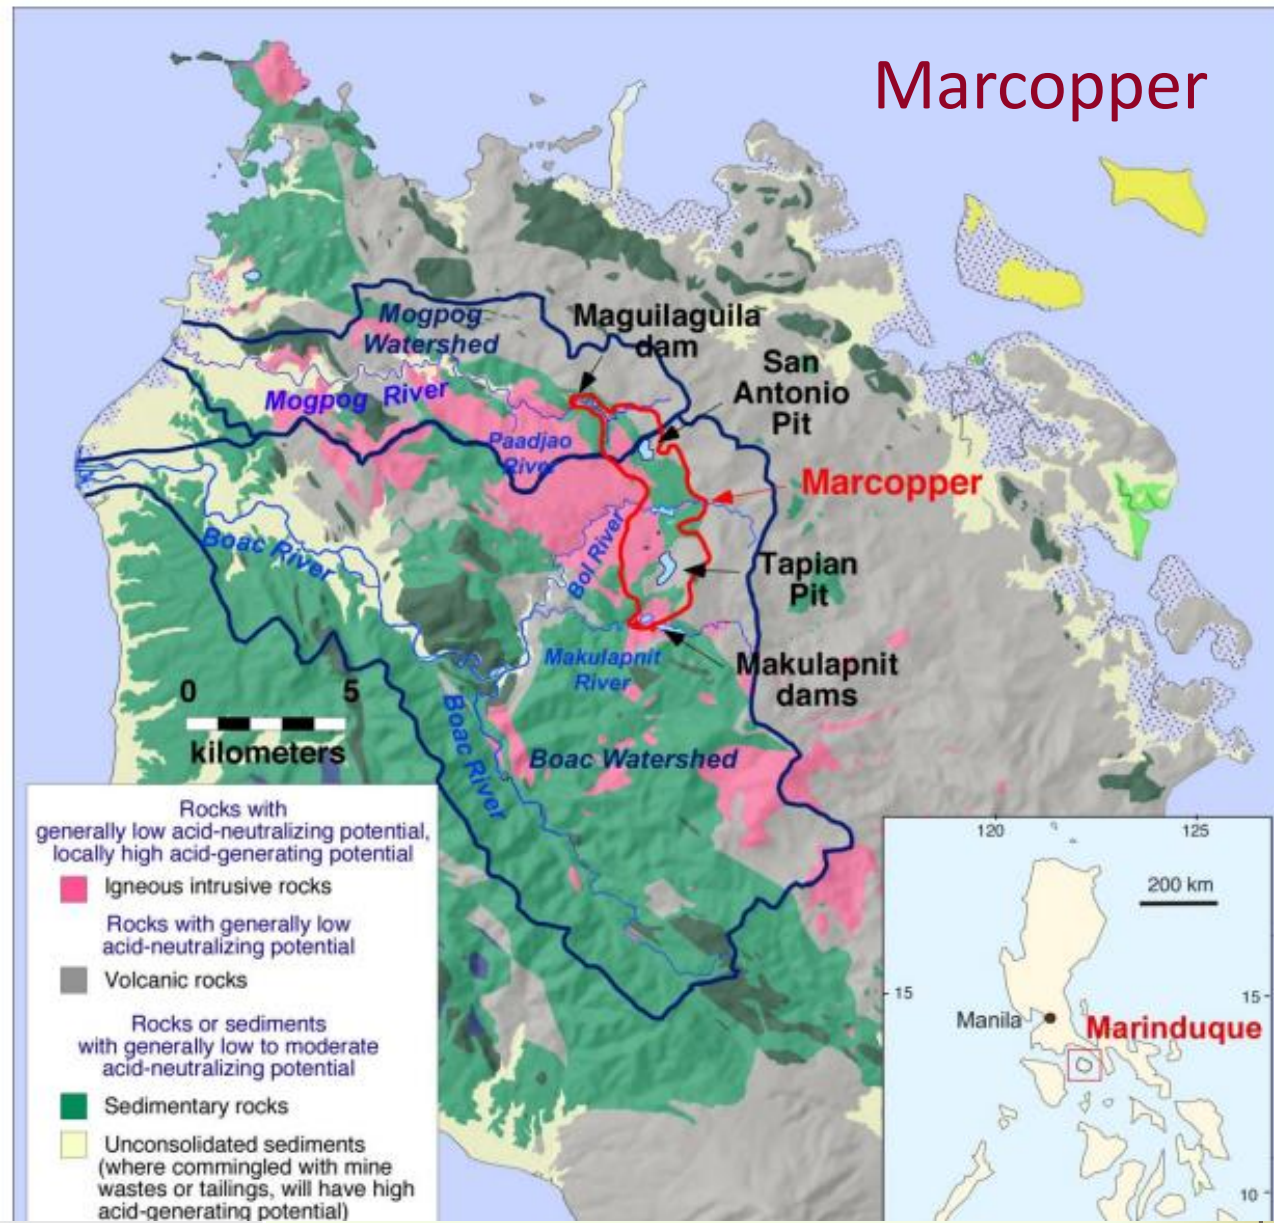 Marcopper
Mogpog
Watershed
Maguilaguila
dam
San
Antonio
Pit
Mogpog River
Paadjao
River
Marcopper
Boac River
Bol River
Tapian
Pit
Makulapnit
River
Makulapnit
dams
0 5
kilometers
Boac River
Boac Watershed
Rocks with
generally low acid-neutralizing potential,
locally high acid-generating potential
Igneous intrusive rocks
Rocks with generally low
acid-neutralizing potential
Volcanic rocks
Rocks or sediments
with generally low to moderate
acid-neutralizing potential
Sedimentary rocks
Unconsolidated sediments
(where commingled with mine
wastes or tailings, will have high
acid-generating potential)
120 125
200 km
15 15
Manila
Marinduque
10